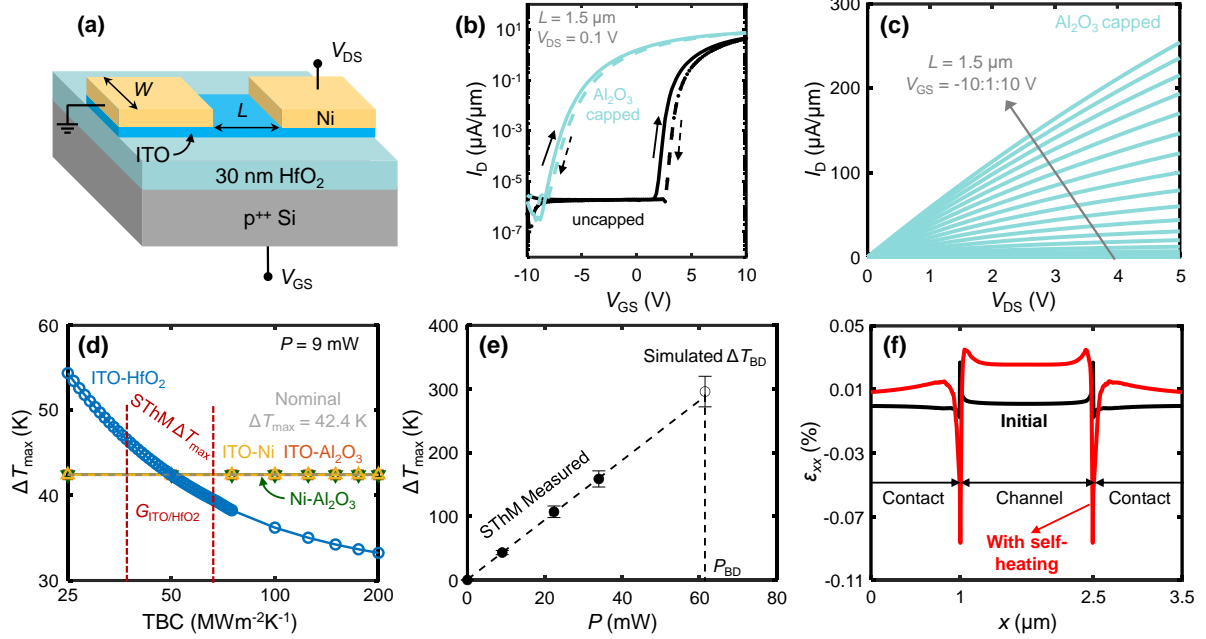 (a)
V_DS
W
L
Ni
ITO
30 nm HfO₂
p⁺⁺ Si
V_GS
(b)
L = 1.5 µm
V_DS = 0.1 V
Al₂O₃
capped
uncapped
10¹
10⁻¹
10⁻³
10⁻⁵
10⁻⁷
I_D (µA/µm)
-10 -5 0 5 10
V_GS (V)
(c)
Al₂O₃ capped
L = 1.5 µm
V_GS = -10:1:10 V
300
200
100
0
I_D (µA/µm)
0 1 2 3 4 5
V_DS (V)
(d)
P = 9 mW
ITO-HfO₂
Nominal
ΔT_max = 42.4 K
SThM ΔT_max
ITO-Ni ITO-Al₂O₃
Ni-Al₂O₃
G_ITO/HfO2
60
50
40
30
ΔT_max (K)
25 50 100 200
TBC (MWm⁻²K⁻¹)
(e)
Simulated ΔT_BD
SThM Measured
P_BD
400
300
200
100
0
ΔT_max (K)
0 20 40 60 80
P (mW)
(f)
Initial
Contact Channel Contact
With self-
heating
0.05
0.01
-0.03
-0.07
-0.11
ε_xx (%)
0 1 2.5 3.5
x (µm)